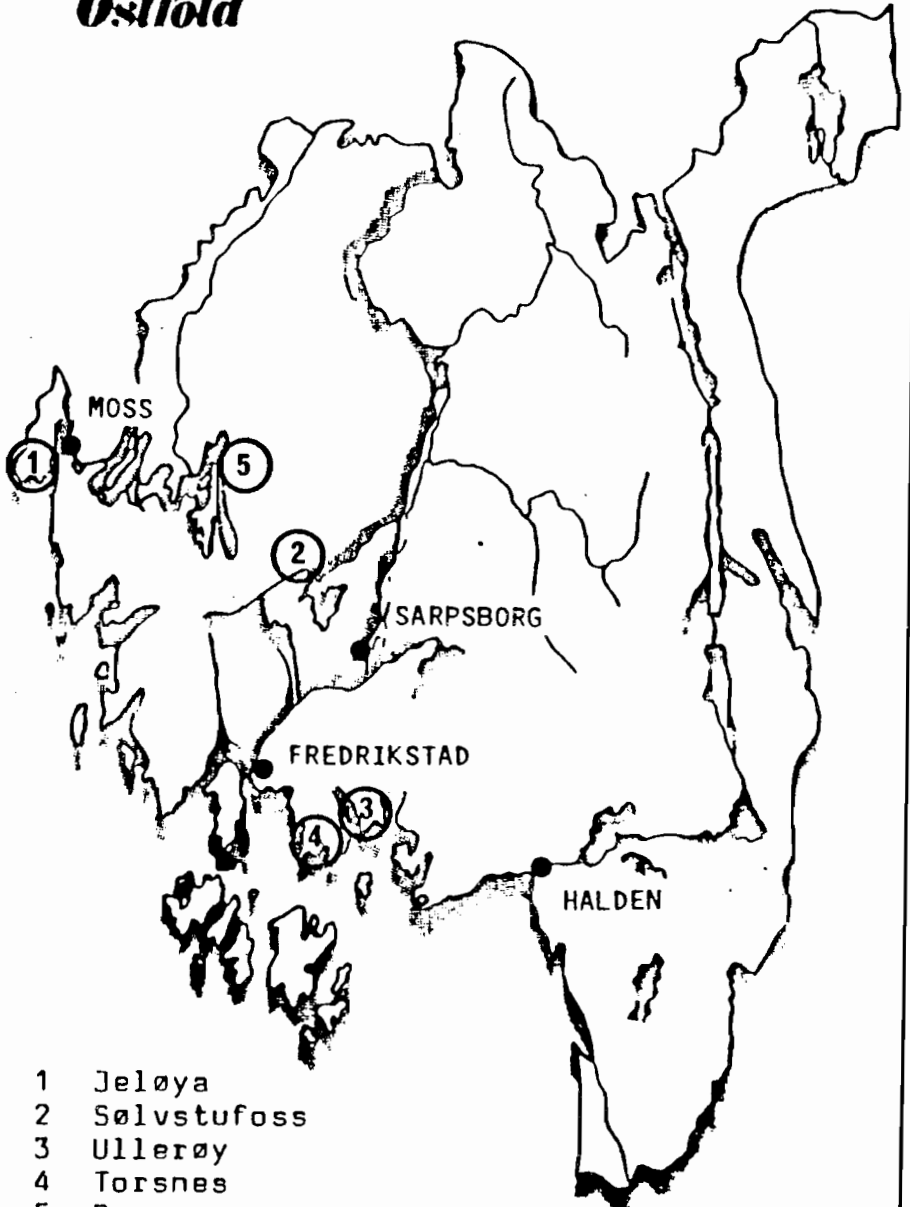 Østfold
MOSS
1
5
2
SARPSBORG
FREDRIKSTAD
3
4
HALDEN
1 Jeløya
2 Sølvstufoss
3 Ullerøy
4 Torsnes